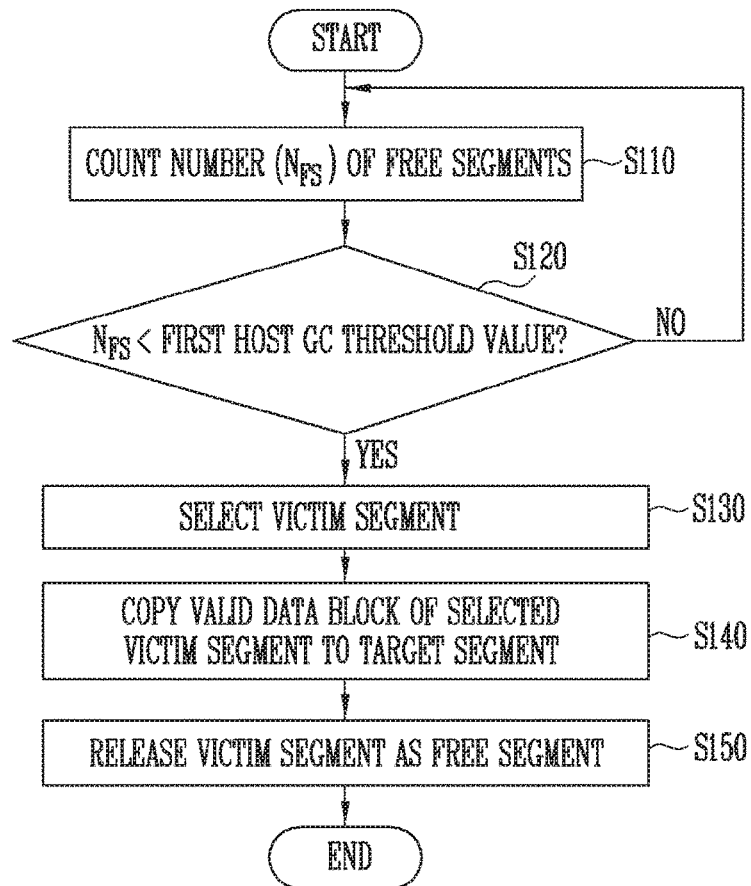 START
COUNT NUMBER (NFS) OF FREE SEGMENTS
S110
S120
NFS < FIRST HOST GC THRESHOLD VALUE?
NO
YES
SELECT VICTIM SEGMENT
S130
COPY VALID DATA BLOCK OF SELECTED
VICTIM SEGMENT TO TARGET SEGMENT
S140
RELEASE VICTIM SEGMENT AS FREE SEGMENT
S150
END